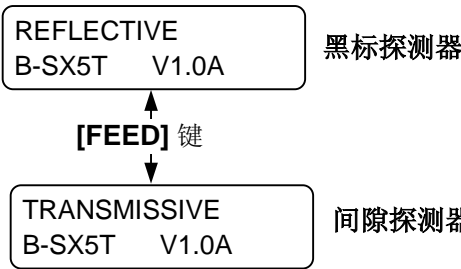 REFLECTIVE
B-SX5T V1.0A
黑标探测器
[FEED] 键
TRANSMISSIVE
B-SX5T V1.0A
间隙探测器